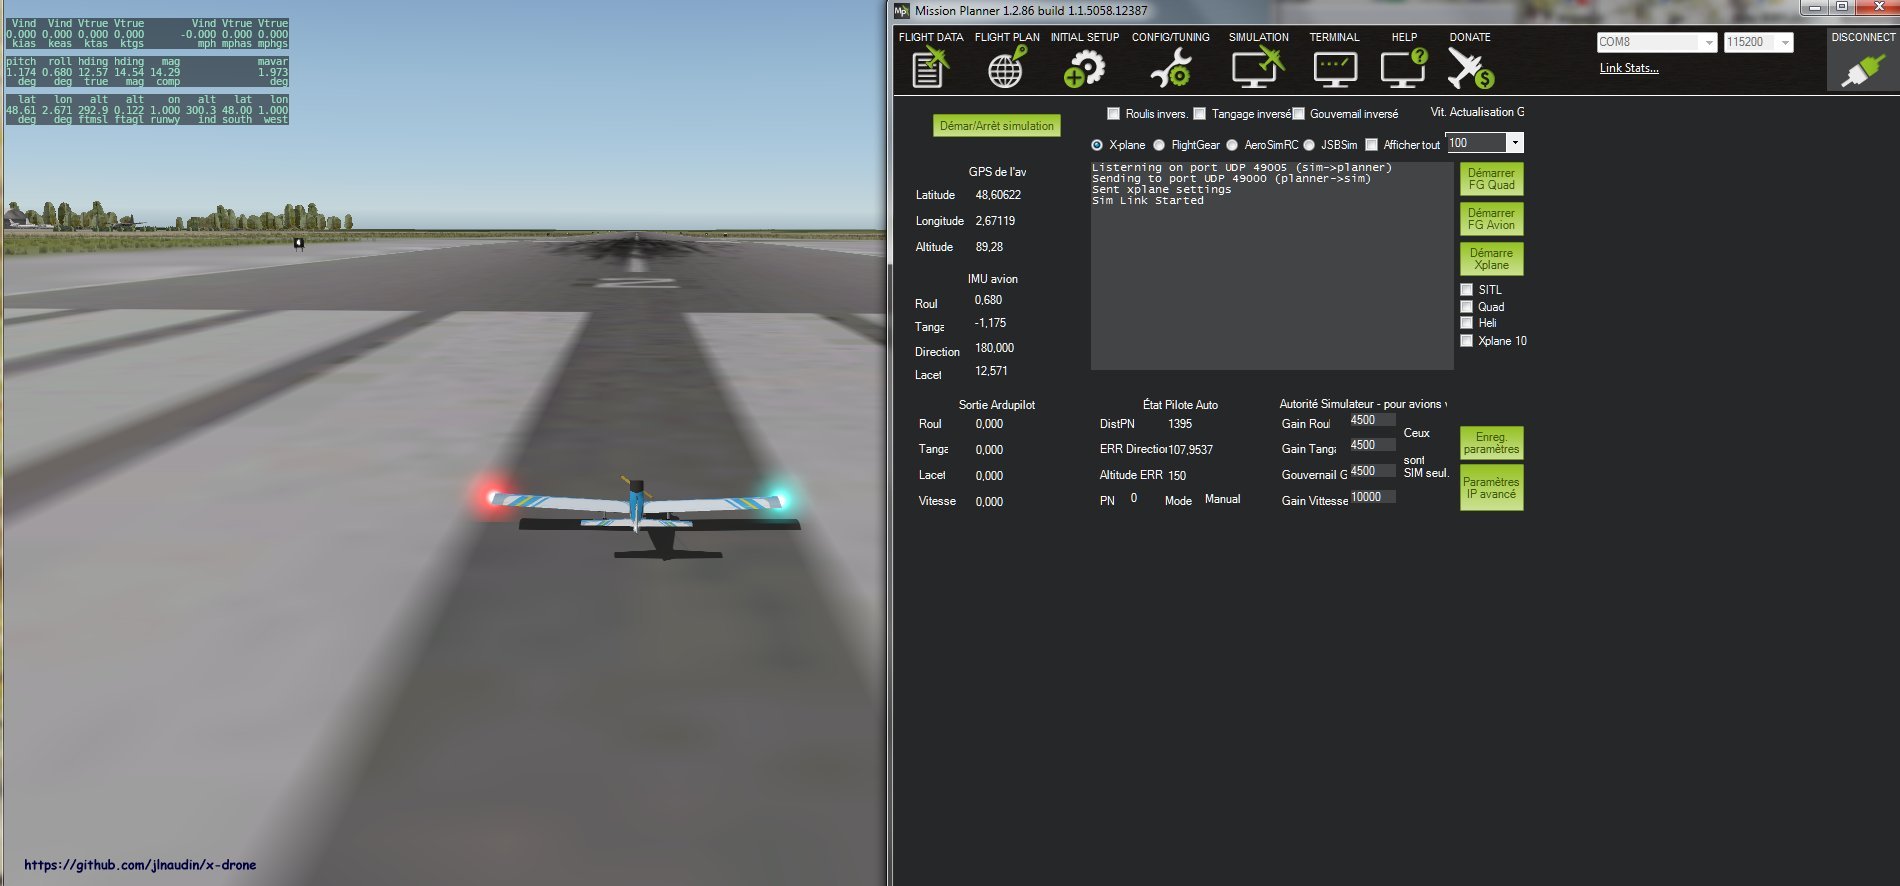 Vind Vind Vtrue Vtrue Vind Vtrue Vtrue
0.000 0.000 0.000 0.000 -0.000 0.000 0.000
kias keas ktas ktgs mph mphas mphgs
pitch roll hding hding mag mavar
1.174 0.680 12.57 14.54 14.29 1.973
deg deg true mag comp deg
lat lon alt alt on alt lat lon
48.61 2.671 292.9 0.122 1.000 300.3 48.00 1.000
deg deg ftmsl ftagl runwy ind south west
https://github.com/jlnaudin/x-drone
Mission Planner 1.2.86 build 1.1.5058.12387
FLIGHT DATA FLIGHT PLAN INITIAL SETUP CONFIG/TUNING SIMULATION TERMINAL HELP DONATE
COM8 115200 DISCONNECT
Link Stats...
Démar/Arrèt simulation
Roulis invers. Tangage inversé Gouvernail inversé Vit. Actualisation G
X-plane FlightGear AeroSimRC JSBSim Afficher tout 100
Listerning on port UDP 49005 (sim->planner)
Sending to port UDP 49000 (planner->sim)
Sent xplane settings
Sim Link Started
Démarrer
FG Quad
Démarrer
FG Avion
Démarre
Xplane
SITL
Quad
Heli
Xplane 10
GPS de l'av
Latitude 48,60622
Longitude 2,67119
Altitude 89,28
IMU avion
Roul 0,680
Tanga -1,175
Direction 180,000
Lacet 12,571
Sortie Ardupilot
Roul 0,000
Tanga 0,000
Lacet 0,000
Vitesse 0,000
État Pilote Auto
DistPN 1395
ERR Direction 107,9537
Altitude ERR 150
PN 0 Mode Manual
Autorité Simulateur - pour avions v
Gain Roul 4500
Gain Tanga 4500
Gouvernail G 4500
Gain Vittesse 10000
Ceux
sont
SIM seul.
Enreg.
paramètres
Paramètres
IP avancé